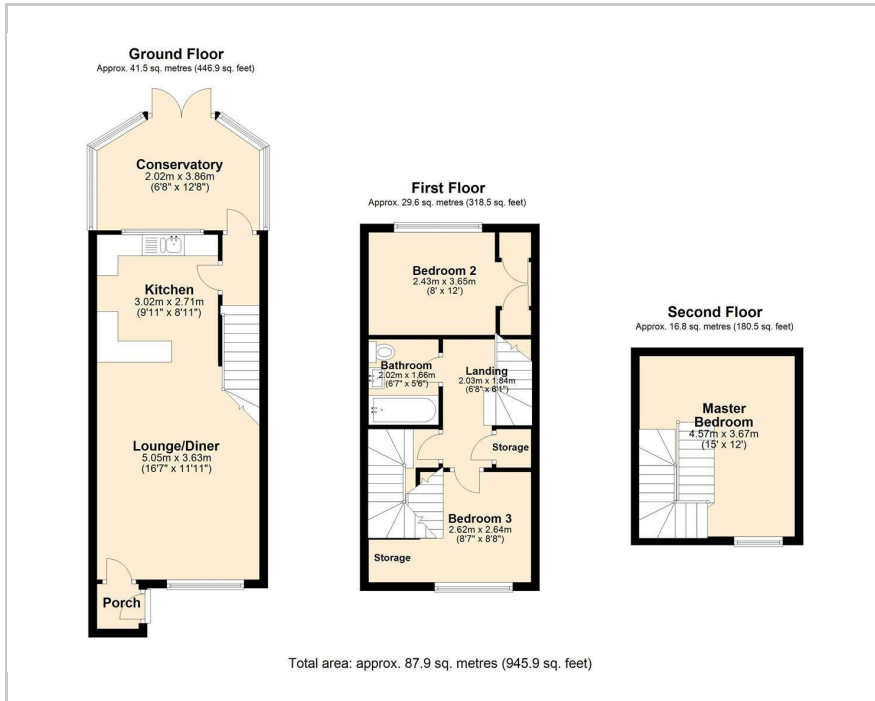 Ground Floor
Approx. 41.5 sq. metres (446.9 sq. feet)
Conservatory
2.02m x 3.86m
(6'8" x 12'8")
Kitchen
3.02m x 2.71m
(9'11" x 8'11")
Lounge/Diner
5.05m x 3.63m
(16'7" x 11'11")
Porch
First Floor
Approx. 29.6 sq. metres (318.5 sq. feet)
Bedroom 2
2.43m x 3.65m
(8' x 12')
Bathroom
2.02m x 1.66m
(6'7" x 5'6")
Landing
2.03m x 1.84m
(6'8" x 6'1")
Storage
Bedroom 3
2.62m x 2.64m
(8'7" x 8'8")
Storage
Second Floor
Approx. 16.8 sq. metres (180.5 sq. feet)
Master
Bedroom
4.57m x 3.67m
(15' x 12')
Total area: approx. 87.9 sq. metres (945.9 sq. feet)